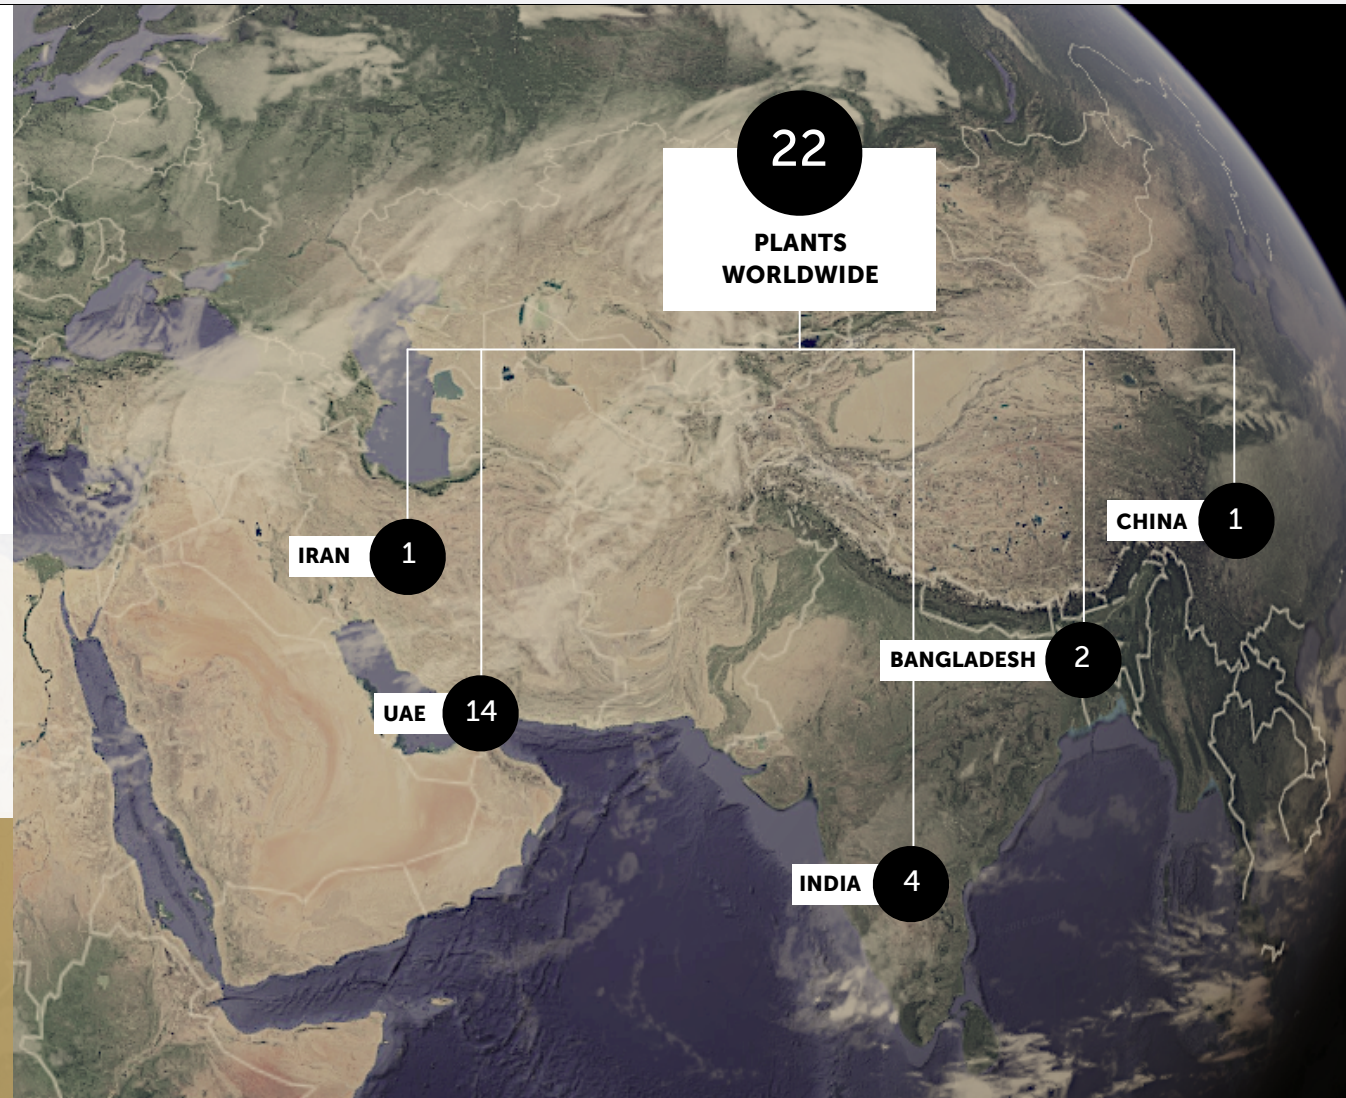 22
PLANTS
WORLDWIDE
CHINA 1
IRAN 1
BANGLADESH 2
UAE 14
INDIA 4